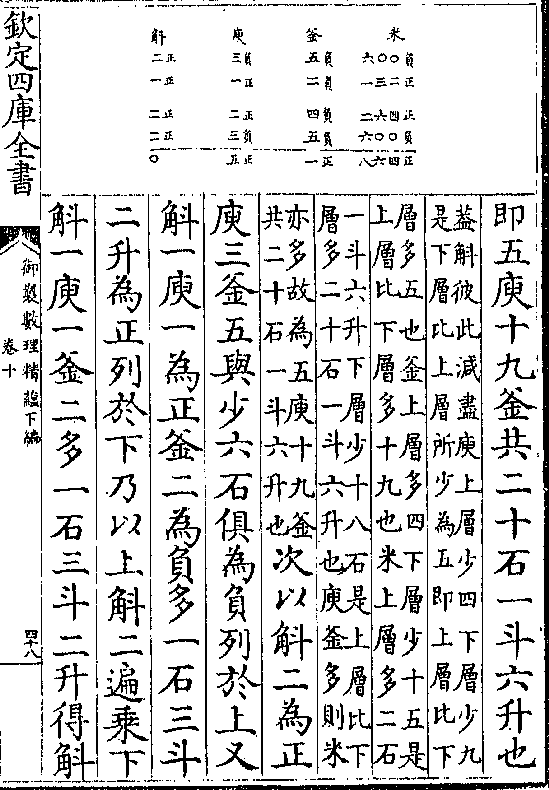 斛 庾 釜 米
二正 三負 五負 六〇〇負
一正 一正 二負 一三二正
二正 二正 四負 二六四正
二正 三負 五負 六〇〇負
〇 五正 一正 八六四正
即五庾十九釜共二十石一斗六升也
蓋斛彼此減盡庾上層少四下層少九
是下層比上層所少為五即上層比下
層多五也釜上層多四下層少十五是
上層比下層多十九也米上層多二石
一斗六升下層少十八石是上層比下
層多二十石一斗六升也庾釜多則米
亦多故為五庾十九釜
共二十石一斗六升也
次以斛二為正
庾三釜五與少六石俱為負列於上又
斛一庾一為正釜二為負多一石三斗
二升為正列於下乃以上斛二遍乘下
斛一庾一釜二多一石三斗二升得斛
欽定四庫全書
御製數理精藴下編
卷十
四十八